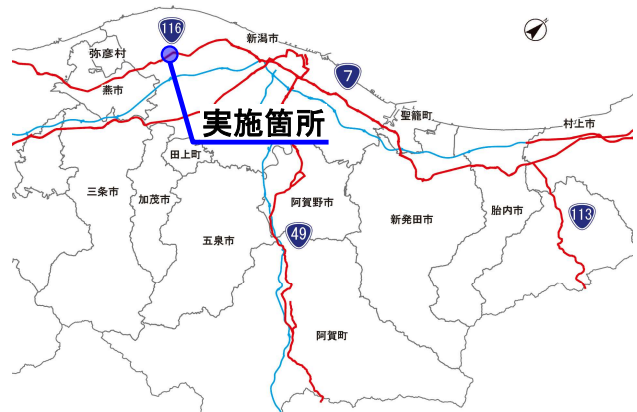 116
弥彦村
新潟市
燕市
7
聖籠町
実施箇所
村上市
田上町
三条市
加茂市
阿賀野市
新発田市
胎内市
113
五泉市
49
阿賀町